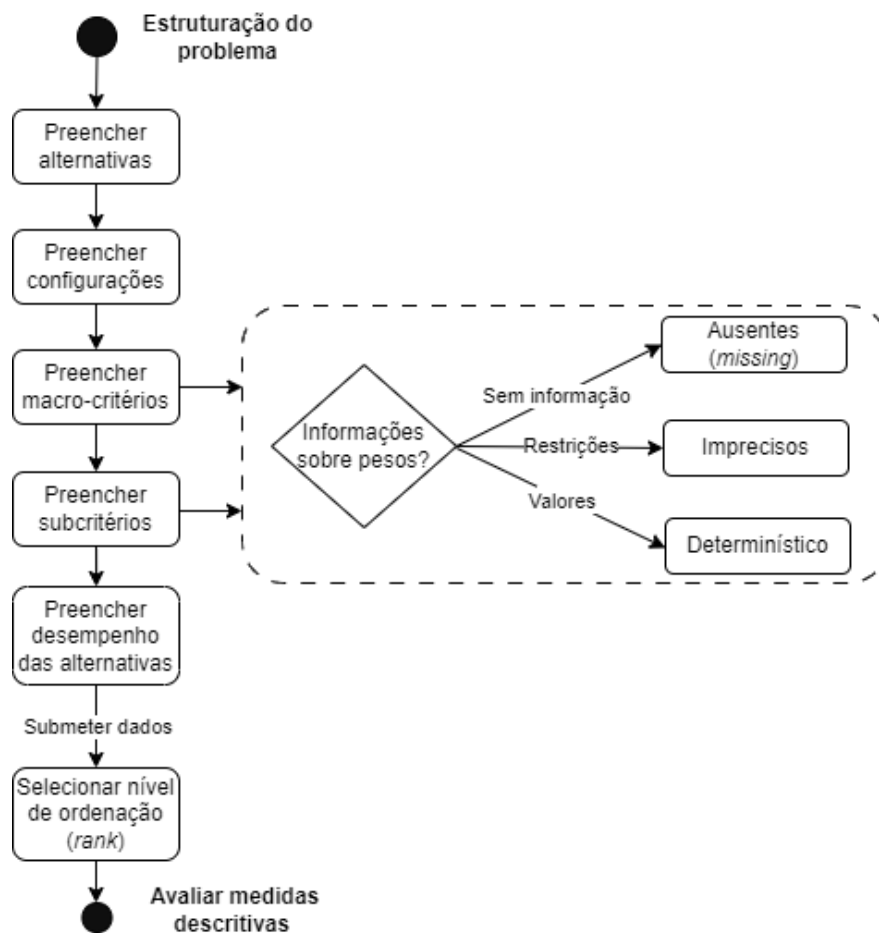 Estruturação do
problema
Preencher
alternativas
Preencher
configurações
Preencher
macro-critérios
Preencher
subcritérios
Preencher
desempenho
das alternativas
Submeter dados
Selecionar nível
de ordenação
(rank)
Avaliar medidas
descritivas
Informações
sobre pesos?
Sem informação
Ausentes
(missing)
Restrições
Imprecisos
Valores
Determinístico